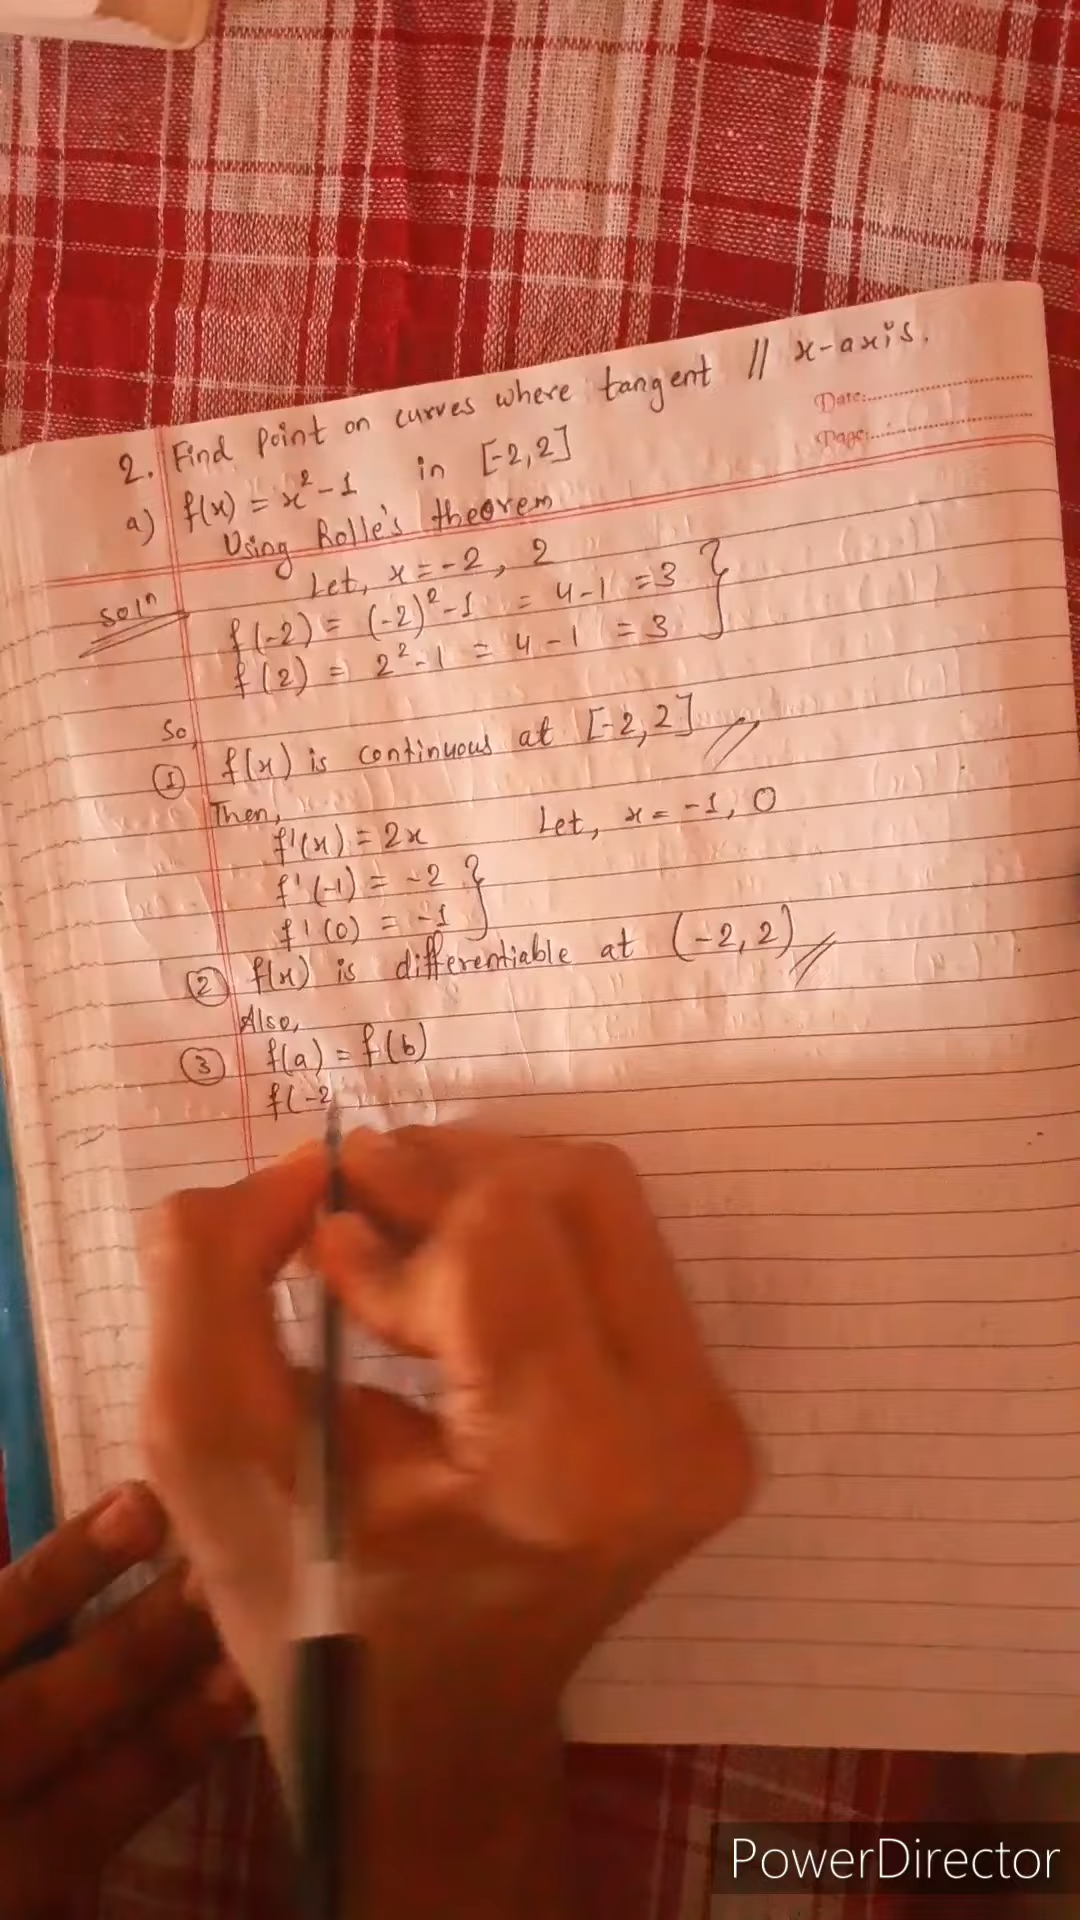 2. Find point on curves where tangent // x-axis.
Date:
Page:
a) f(x) = x² - 1 in [-2,2]
Using Rolle's theorem
Soln Let, x = -2, 2
f(-2) = (-2)² - 1 = 4 - 1 = 3 }
f(2) = 2² - 1 = 4 - 1 = 3
So,
① f(x) is continuous at [-2,2]
Then,
f'(x) = 2x Let, x = -1, 0
f'(-1) = -2 }
f'(0) = -1
② f(x) is differentiable at (-2,2)
Also,
③ f(a) = f(b)
f(-2
PowerDirector